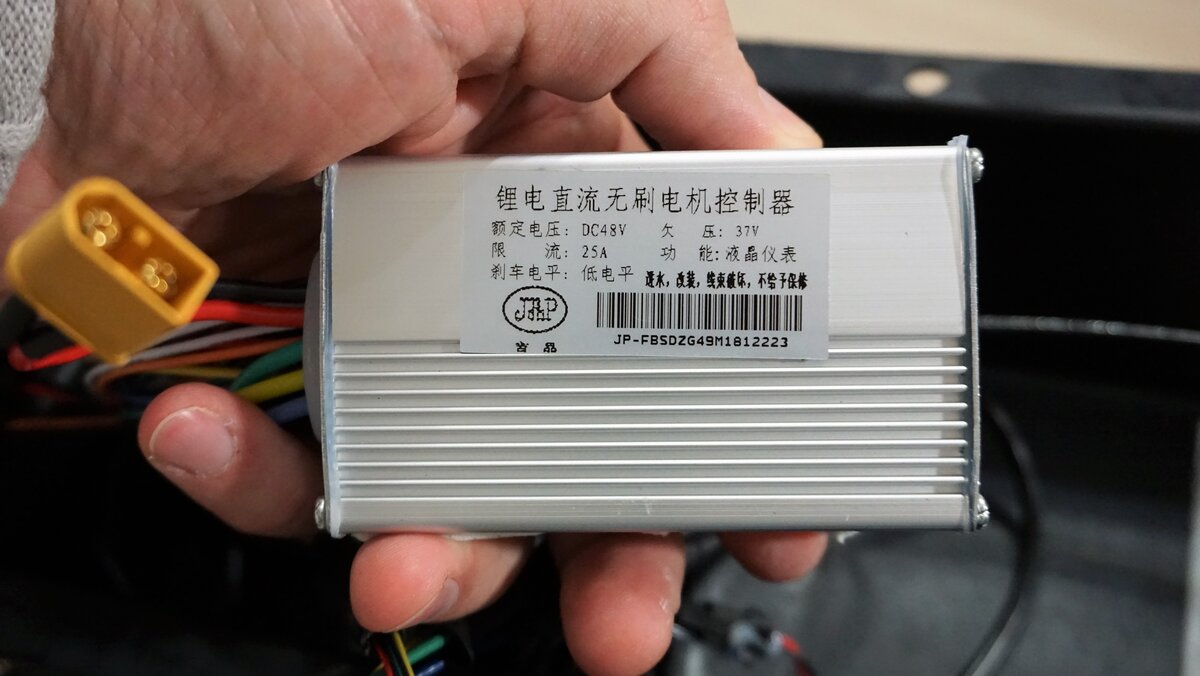 锂电直流无刷电机控制器
额定电压: DC48V 欠 压: 37V
限 流: 25A 功 能: 液晶仪表
刹车电平: 低电平 进水，改装，线束破坏，不给予保修
J&P
JP-FBSDZG49M1812223